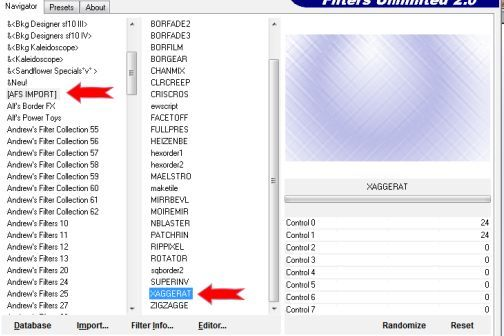 Navigator Presets About Filters Unlimited 2.0
&<Bkg Designer sf10 III>
&<Bkg Designers sf10 IV>
&<Bkg Kaleidoscope>
&<Kaleidoscope>
&<Sandflower Specials°v° >
&Neu!
[AFS IMPORT]
Alf's Border FX
Alf's Power Toys
Andrew's Filter Collection 55
Andrew's Filter Collection 56
Andrew's Filter Collection 57
Andrew's Filter Collection 58
Andrew's Filter Collection 59
Andrew's Filter Collection 60
Andrew's Filter Collection 61
Andrew's Filter Collection 62
Andrew's Filters 10
Andrew's Filters 11
Andrew's Filters 12
Andrew's Filters 13
Andrew's Filters 20
Andrew's Filters 24
Andrew's Filters 25
Andrew's Filters 27
BORFADE2
BORFADE3
BORFILM
BORGEAR
CHANMIX
CLRCREEP
CRISCROS
ewscript
FACETOFF
FULLPRES
HEIZENBE
hexorder1
hexorder2
MAELSTRO
maketile
MIRRBEVL
MOIREMIR
NBLASTER
PATCHRIN
RIPPIXEL
ROTATOR
sqborder2
SUPERINV
XAGGERAT
ZIGZAGGE
XAGGERAT
Control 0 24
Control 1 24
Control 2 0
Control 3 0
Control 4 0
Control 5 0
Control 6 0
Control 7 0
Database Import... Filter Info... Editor... Randomize Reset